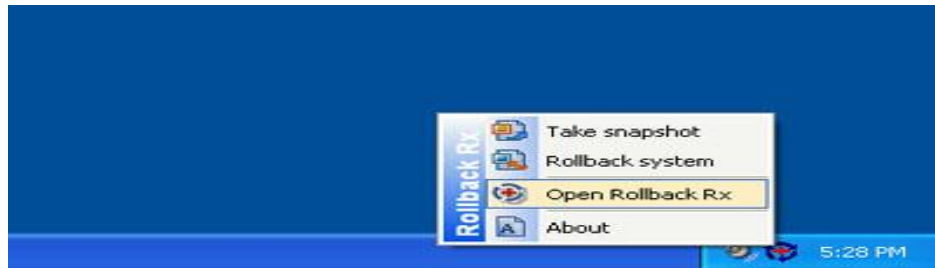 Rollback Rx
Take snapshot
Rollback system
Open Rollback Rx
About
5:28 PM